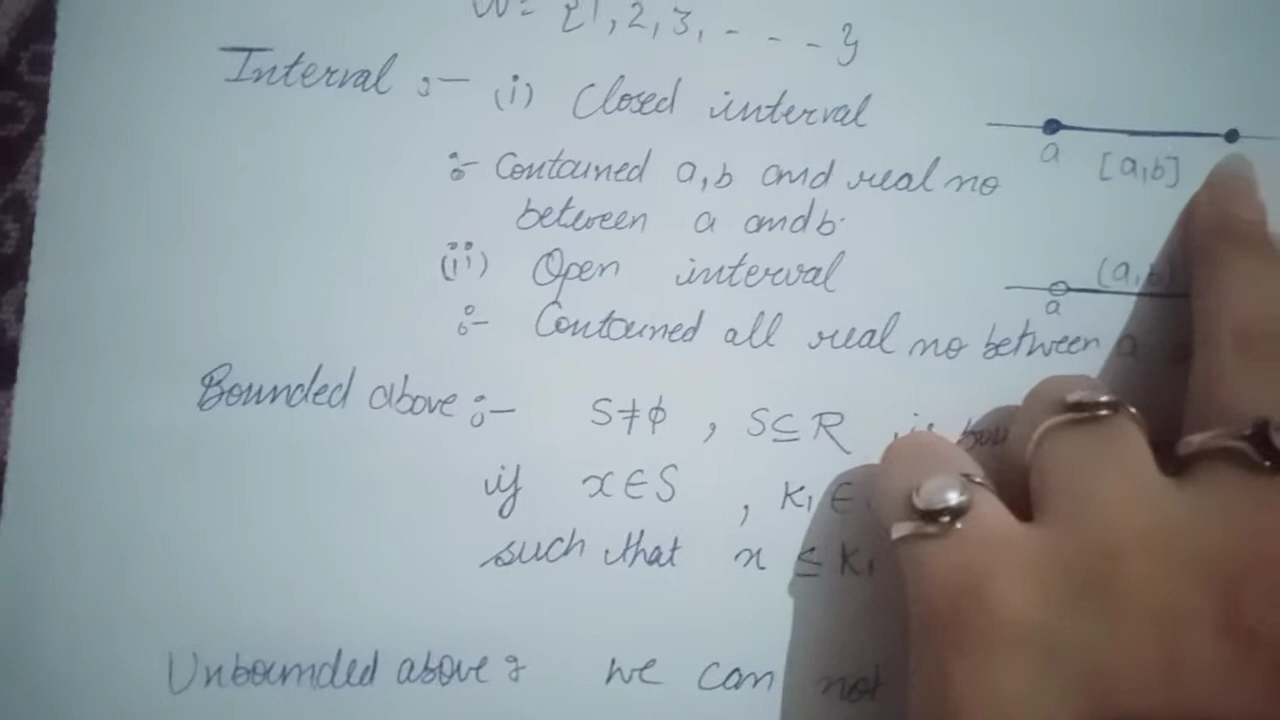 = {1, 2, 3, - - - }
Interval :- (i) Closed interval
a [a,b]
:- Contained a,b and real no
between a and b.
(ii) Open interval
(a,b)
a
:- Contained all real no between a
Bounded above :- S≠ϕ , S⊆R is
if x∈S , K₁ ∈
such that x ≤ K₁
Unbounded above : we can not